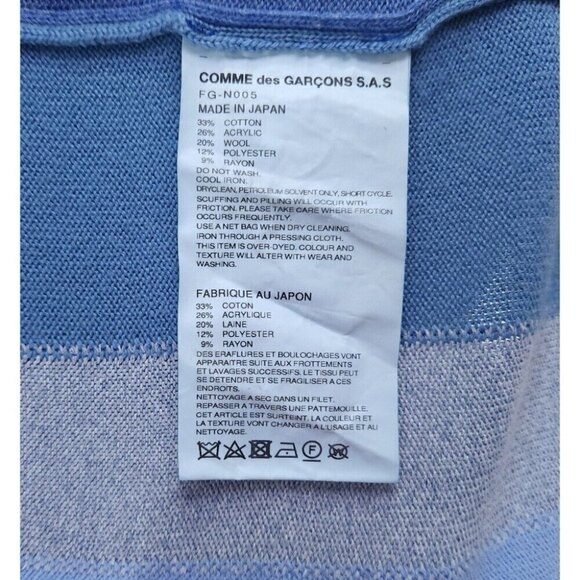 COMME des GARÇONS S.A.S
FG-N005
MADE IN JAPAN
33% COTTON
26% ACRYLIC
20% WOOL
12% POLYESTER
9% RAYON
DO NOT WASH.
COOL IRON.
DRYCLEAN, PETROLEUM SOLVENT ONLY, SHORT CYCLE.
SCUFFING AND PILLING WILL OCCUR WITH
FRICTION. PLEASE TAKE CARE WHERE FRICTION
OCCURS FREQUENTLY.
USE A NET BAG WHEN DRY CLEANING.
IRON THROUGH A PRESSING CLOTH.
THIS ITEM IS OVER-DYED. COLOUR AND
TEXTURE WILL ALTER WITH WEAR AND
WASHING.
FABRIQUE AU JAPON
33% COTON
26% ACRYLIQUE
20% LAINE
12% POLYESTER
9% RAYON
DES ERAFLURES ET BOULOCHAGES VONT
APPARAITRE SUITE AUX FROTTEMENTS
ET LAVAGES SUCCESSIFS. LE TISSU PEUT
SE DETENDRE ET SE FRAGILISER A CES
ENDROITS.
NETTOYAGE A SEC DANS UN FILET.
REPASSER A TRAVERS UNE PATTEMOUILLE.
CET ARTICLE EST SURTEINT. LA COULEUR ET
LA TEXTURE VONT CHANGER A L'USAGE ET AU
NETTOYAGE.